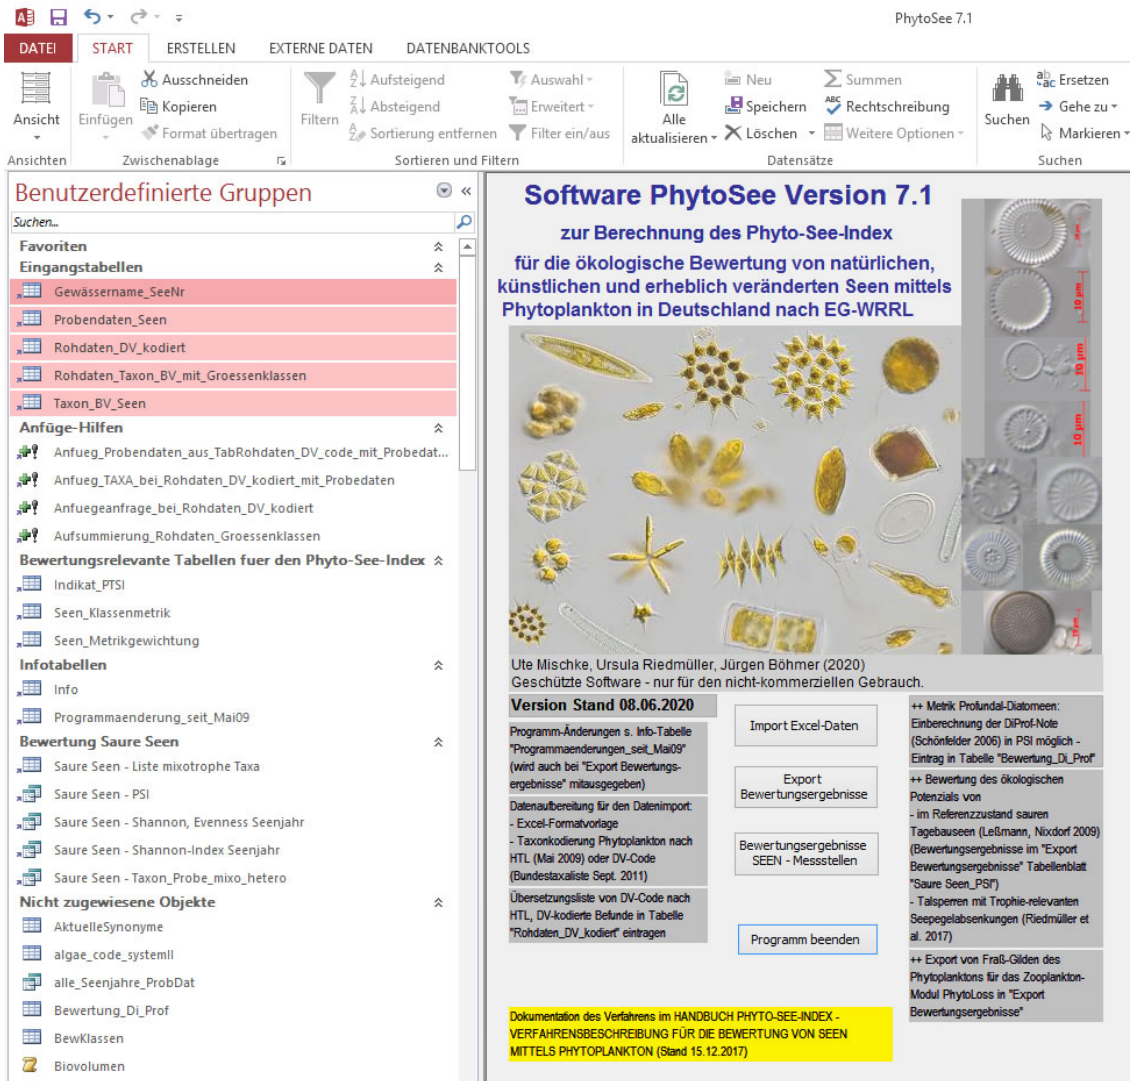 PhytoSee 7.1
DATEI START ERSTELLEN EXTERNE DATEN DATENBANKTOOLS
Ansicht
Ansichten
Einfügen
Ausschneiden
Kopieren
Format übertragen
Zwischenablage
Filtern
Aufsteigend
Absteigend
Sortierung entfernen
Auswahl
Erweitert
Filter ein/aus
Sortieren und Filtern
Alle
aktualisieren
Neu
Speichern
Löschen
Summen
Rechtschreibung
Weitere Optionen
Datensätze
Suchen
Ersetzen
Gehe zu
Markieren
Suchen
Benutzerdefinierte Gruppen
Suchen...
Favoriten
Eingangstabellen
Gewässername_SeeNr
Probendaten_Seen
Rohdaten_DV_kodiert
Rohdaten_Taxon_BV_mit_Groessenklassen
Taxon_BV_Seen
Anfüge-Hilfen
Anfueg_Probendaten_aus_TabRohdaten_DV_code_mit_Probedat...
Anfueg_TAXA_bei_Rohdaten_DV_kodiert_mit_Probedaten
Anfuegeanfrage_bei_Rohdaten_DV_kodiert
Aufsummierung_Rohdaten_Groessenklassen
Bewertungsrelevante Tabellen fuer den Phyto-See-Index
Indikat_PTSI
Seen_Klassenmetrik
Seen_Metrikgewichtung
Infotabellen
Info
Programmaenderung_seit_Mai09
Bewertung Saure Seen
Saure Seen - Liste mixotrophe Taxa
Saure Seen - PSI
Saure Seen - Shannon, Evenness Seenjahr
Saure Seen - Shannon-Index Seenjahr
Saure Seen - Taxon_Probe_mixo_hetero
Nicht zugewiesene Objekte
AktuelleSynonyme
algae_code_systemII
alle_Seenjahre_ProbDat
Bewertung_Di_Prof
BewKlassen
Biovolumen
Software PhytoSee Version 7.1
zur Berechnung des Phyto-See-Index
für die ökologische Bewertung von natürlichen,
künstlichen und erheblich veränderten Seen mittels
Phytoplankton in Deutschland nach EG-WRRL
10 µm
10 µm
10 µm
Ute Mischke, Ursula Riedmüller, Jürgen Böhmer (2020)
Geschützte Software - nur für den nicht-kommerziellen Gebrauch.
Version Stand 08.06.2020
Programm-Änderungen s. Info-Tabelle
"Programmaenderungen_seit_Mai09"
(wird auch bei "Export Bewertungs-
ergebnisse" mitausgegeben)
Datenaufbereitung für den Datenimport:
- Excel-Formatvorlage
- Taxonkodierung Phytoplankton nach
HTL (Mai 2009) oder DV-Code
(Bundestaxaliste Sept. 2011)
Übersetzungsliste von DV-Code nach
HTL, DV-kodierte Befunde in Tabelle
"Rohdaten_DV_kodiert" eintragen
Import Excel-Daten
Export
Bewertungsergebnisse
Bewertungsergebnisse
SEEN - Messstellen
Programm beenden
++ Metrik Profundal-Diatomeen:
Einberechnung der DiProf-Note
(Schönfelder 2006) in PSI möglich -
Eintrag in Tabelle "Bewertung_Di_Prof"
++ Bewertung des ökologischen
Potenzials von
- im Referenzzustand sauren
Tagebauseen (Leßmann, Nixdorf 2009)
(Bewertungsergebnisse im "Export
Bewertungsergebnisse" Tabellenblatt
"Saure Seen_PSI")
- Talsperren mit Trophie-relevanten
Seepegelabsenkungen (Riedmüller et
al. 2017)
++ Export von Fraß-Gilden des
Phytoplanktons für das Zooplankton-
Modul PhytoLoss in "Export
Bewertungsergebnisse"
Dokumentation des Verfahrens im HANDBUCH PHYTO-SEE-INDEX -
VERFAHRENSBESCHREIBUNG FÜR DIE BEWERTUNG VON SEEN
MITTELS PHYTOPLANKTON (Stand 15.12.2017)